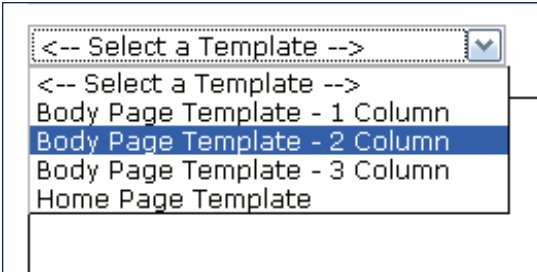 <-- Select a Template -->
<-- Select a Template -->
Body Page Template - 1 Column
Body Page Template - 2 Column
Body Page Template - 3 Column
Home Page Template